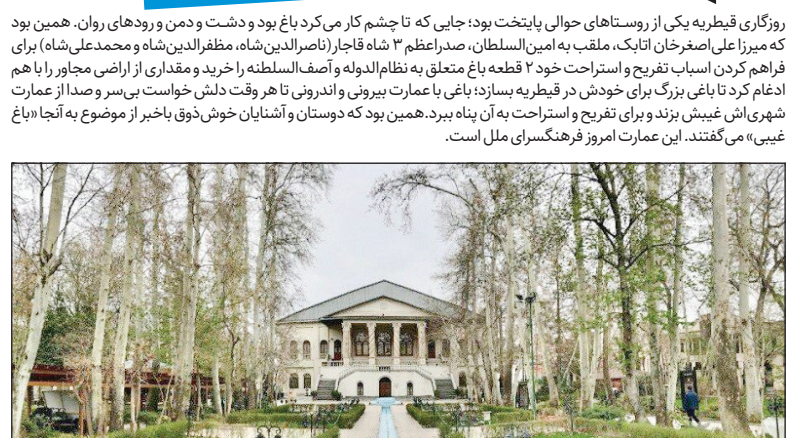 روزگاری قیطریه یکی از روستاهای حوالی پایتخت بود؛ جایی که تا چشم کار می‌کرد باغ بود و دشت و دمن و رودهای روان. همین بود
که میرزا علی‌اصغرخان اتابک، ملقب به امین‌السلطان، صدراعظم ۳ شاه قاجار (ناصرالدین‌شاه، مظفرالدین‌شاه و محمدعلی‌شاه) برای
فراهم کردن اسباب تفریح و استراحت خود ۲ قطعه باغ متعلق به نظام‌الدوله و آصف‌السلطنه را خرید و مقداری از اراضی مجاور را با هم
ادغام کرد تا باغی بزرگ برای خودش در قیطریه بسازد؛ باغی با عمارت بیرونی و اندرونی تا هر وقت دلش خواست بی‌سر و صدا از عمارت
شهری‌اش غیبش بزند و برای تفریح و استراحت به آن پناه ببرد. همین بود که دوستان و آشنایان خوش‌ذوق باخبر از موضوع به آنجا «باغ
غیبی» می‌گفتند. این عمارت امروز فرهنگسرای ملل است.